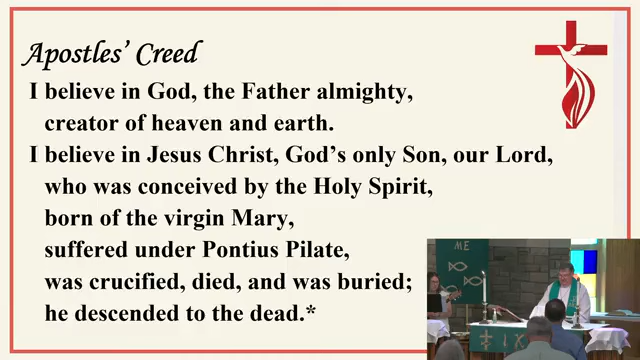 Apostles' Creed
I believe in God, the Father almighty,
creator of heaven and earth.
I believe in Jesus Christ, God's only Son, our Lord,
who was conceived by the Holy Spirit,
born of the virgin Mary,
suffered under Pontius Pilate,
was crucified, died, and was buried;
he descended to the dead.*
ME